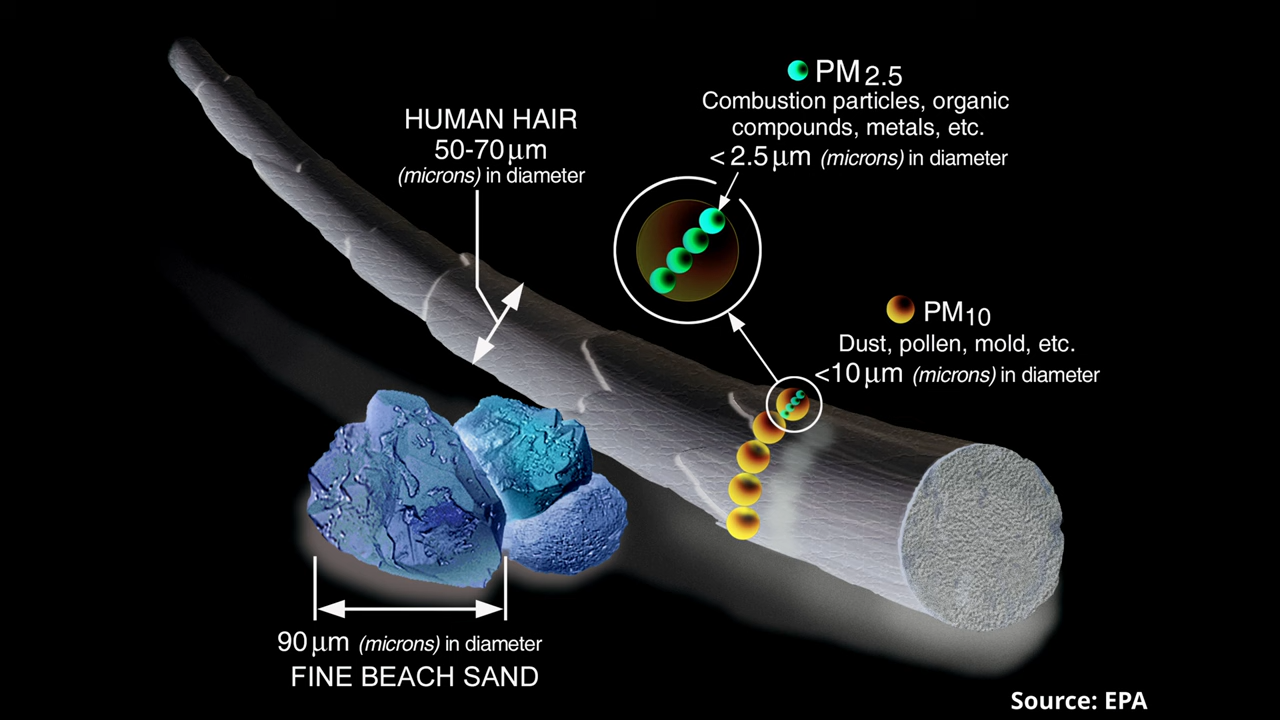 HUMAN HAIR
50-70 µm
(microns) in diameter
PM2.5
Combustion particles, organic
compounds, metals, etc.
< 2.5 µm (microns) in diameter
PM10
Dust, pollen, mold, etc.
<10 µm (microns) in diameter
90 µm (microns) in diameter
FINE BEACH SAND
Source: EPA